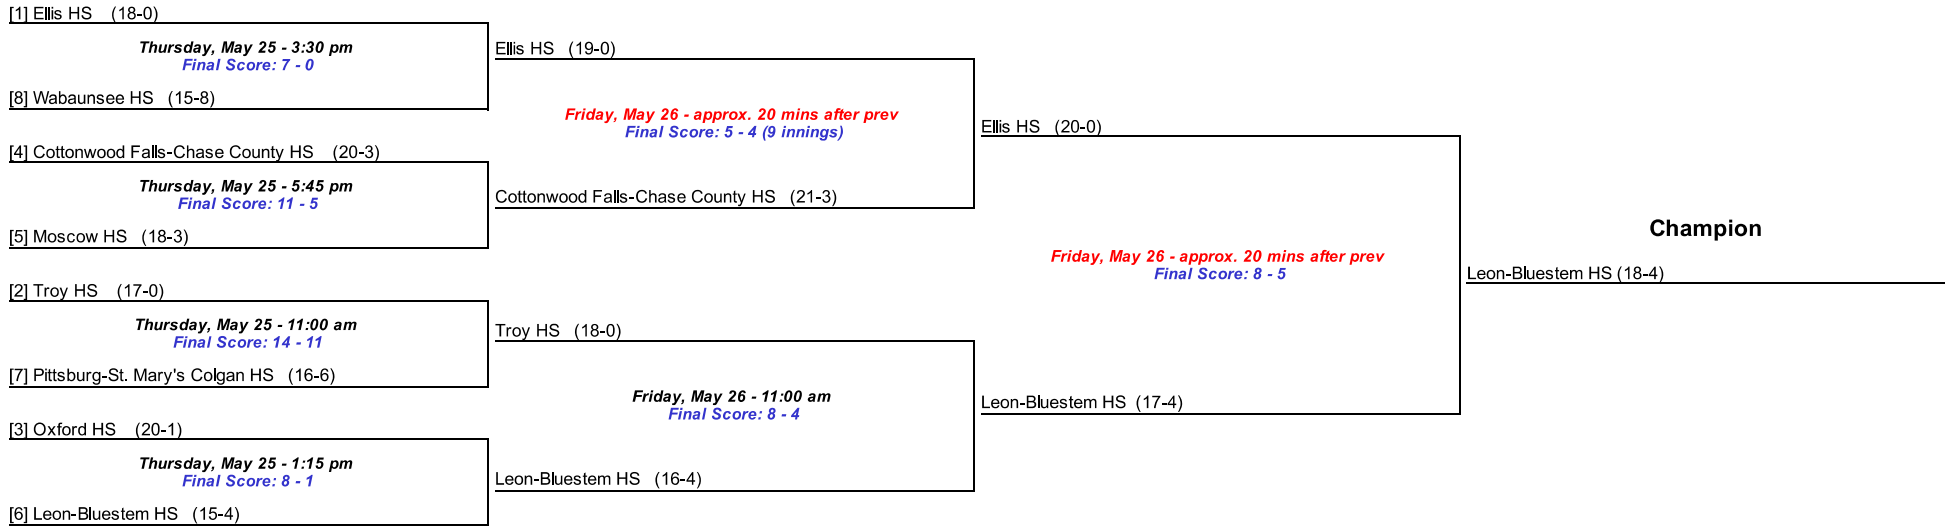 [1] Ellis HS (18-0)
Thursday, May 25 - 3:30 pm
Final Score: 7 - 0
[8] Wabaunsee HS (15-8)
[4] Cottonwood Falls-Chase County HS (20-3)
Thursday, May 25 - 5:45 pm
Final Score: 11 - 5
[5] Moscow HS (18-3)
[2] Troy HS (17-0)
Thursday, May 25 - 11:00 am
Final Score: 14 - 11
[7] Pittsburg-St. Mary's Colgan HS (16-6)
[3] Oxford HS (20-1)
Thursday, May 25 - 1:15 pm
Final Score: 8 - 1
[6] Leon-Bluestem HS (15-4)
Ellis HS (19-0)
Friday, May 26 - approx. 20 mins after prev
Final Score: 5 - 4 (9 innings)
Cottonwood Falls-Chase County HS (21-3)
Troy HS (18-0)
Friday, May 26 - 11:00 am
Final Score: 8 - 4
Leon-Bluestem HS (16-4)
Ellis HS (20-0)
Friday, May 26 - approx. 20 mins after prev
Final Score: 8 - 5
Leon-Bluestem HS (17-4)
Champion
Leon-Bluestem HS (18-4)